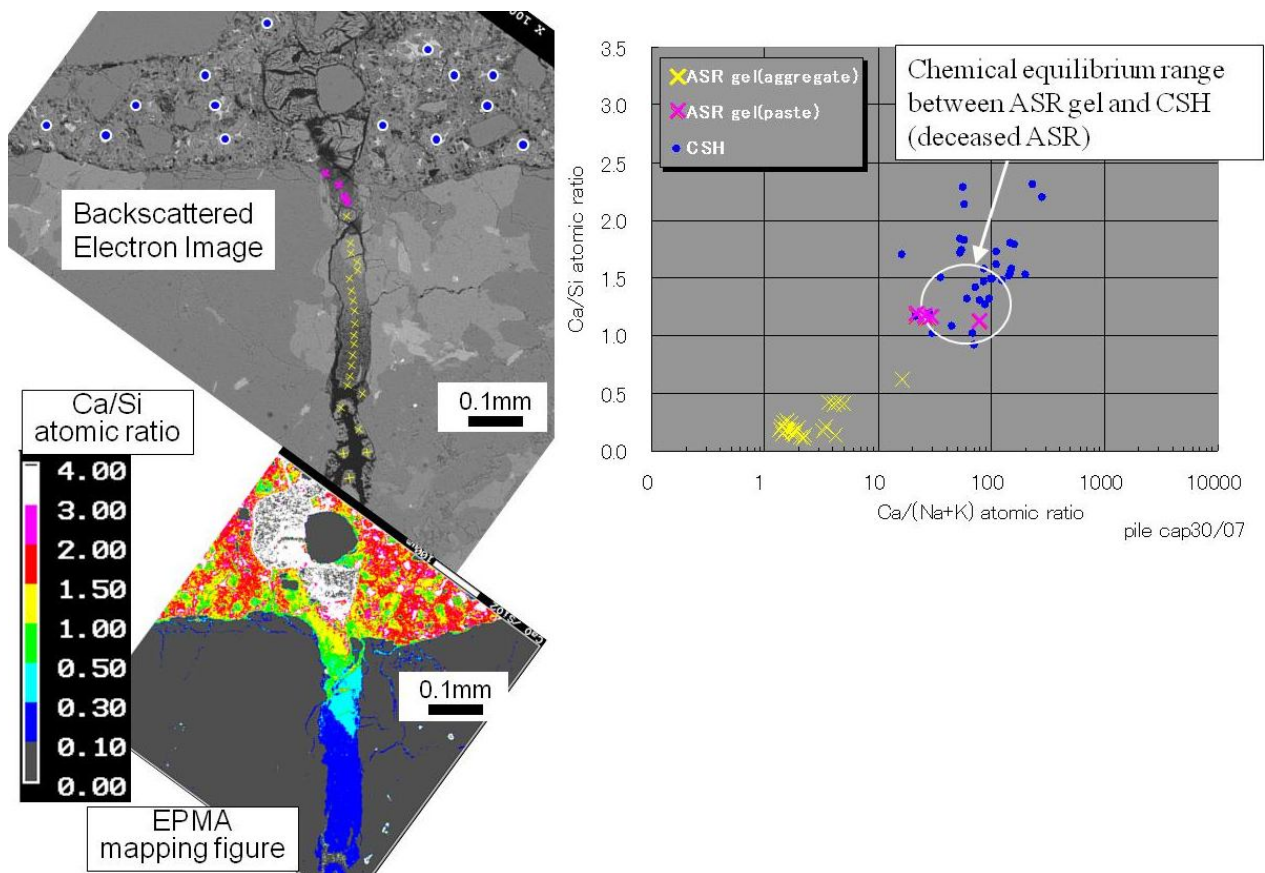 X 100
Backscattered
Electron Image
0.1mm
Ca/Si
atomic ratio
4.00
3.00
2.00
1.50
1.00
0.50
0.30
0.10
0.00
0.1mm
EPMA
mapping figure
ASR gel(aggregate)
ASR gel(paste)
CSH
Chemical equilibrium range
between ASR gel and CSH
(deceased ASR)
Ca/Si atomic ratio
3.5
3.0
2.5
2.0
1.5
1.0
0.5
0.0
0
1
10
100
1000
10000
Ca/(Na+K) atomic ratio
pile cap30/07